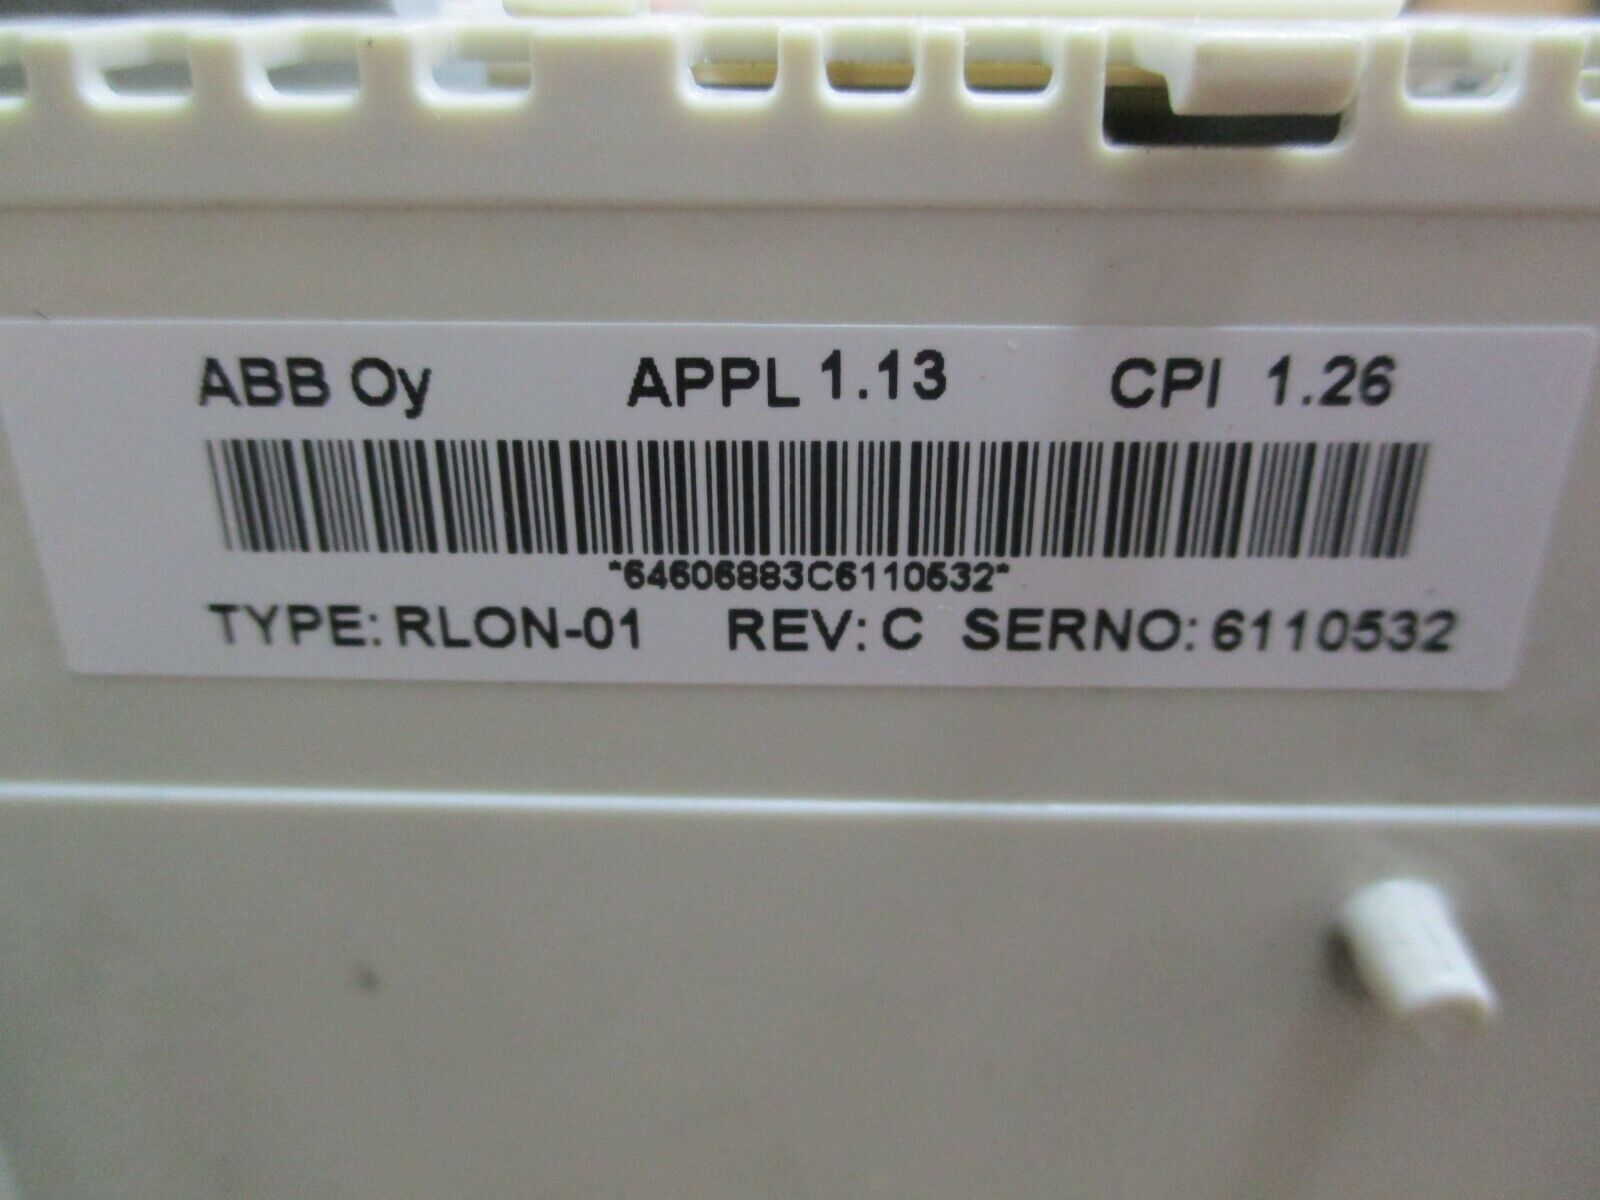 ABB Oy APPL 1.13 CPI 1.26
*64606883C6110532*
TYPE: RLON-01 REV: C SERNO: 6110532